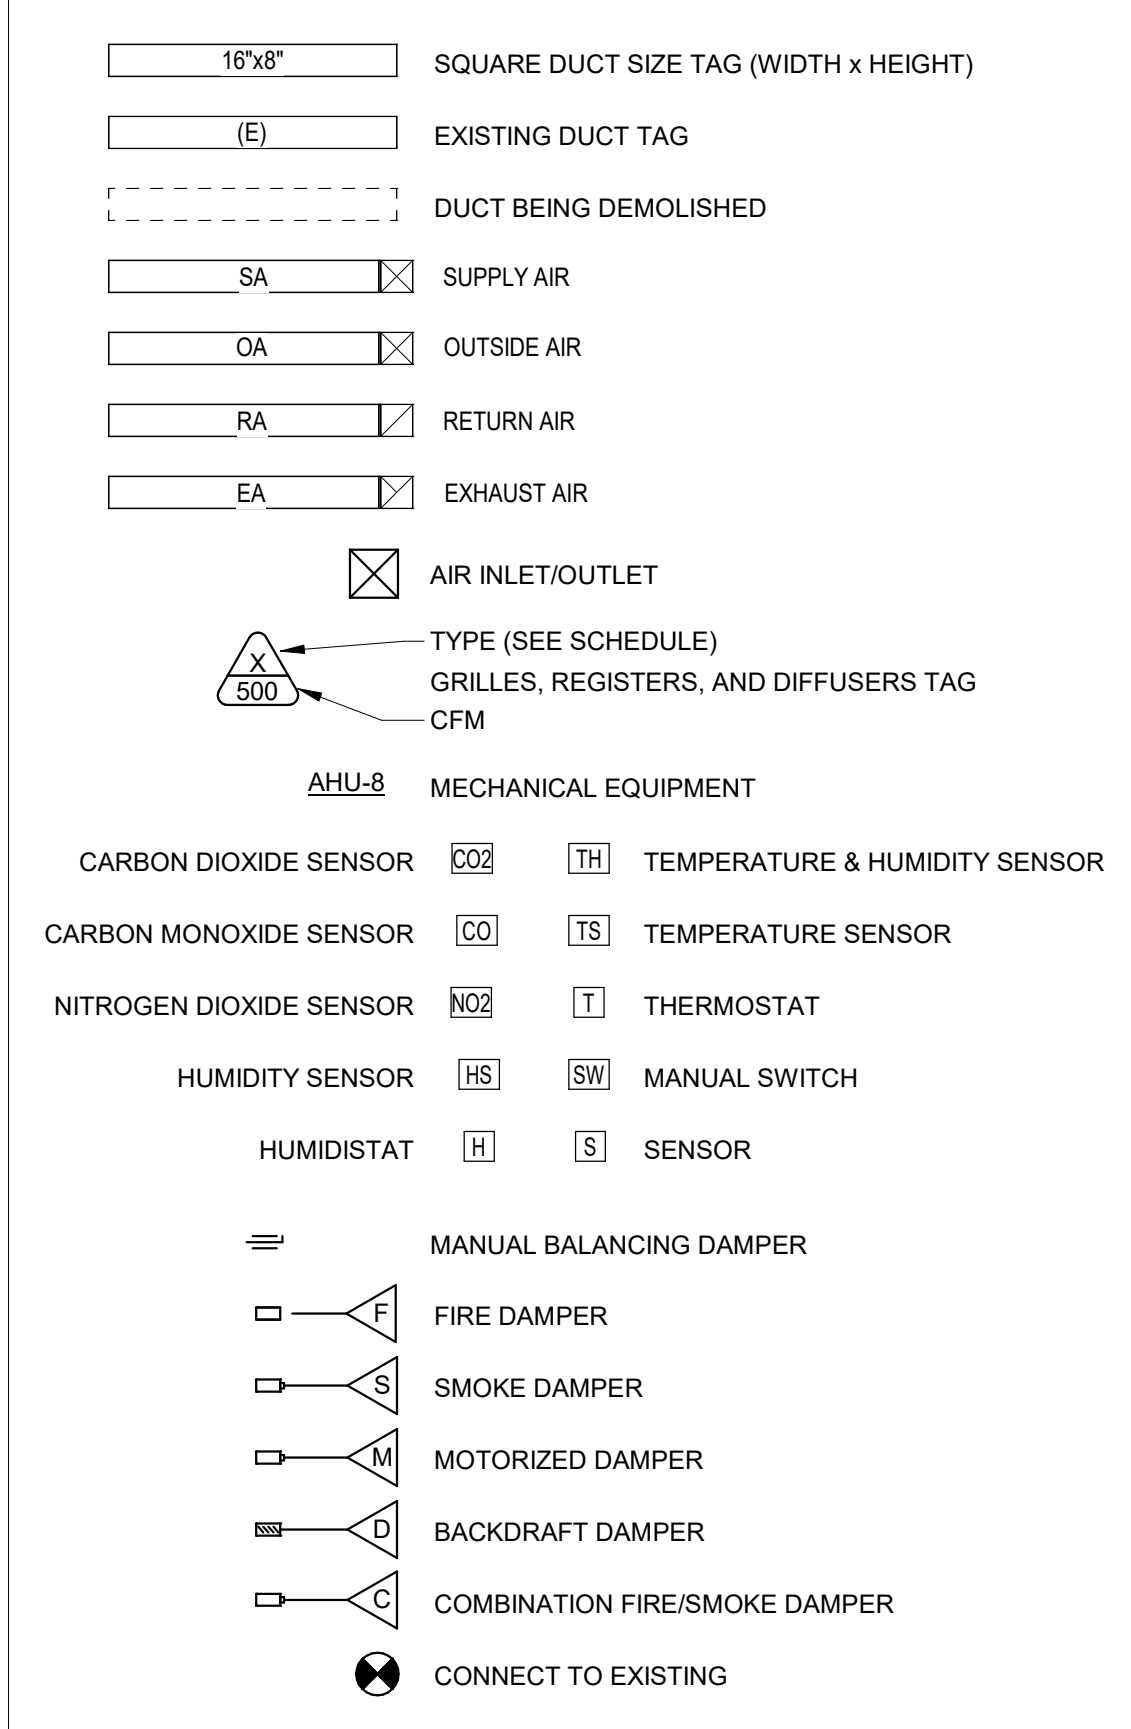 16"x8" SQUARE DUCT SIZE TAG (WIDTH x HEIGHT)
(E) EXISTING DUCT TAG
DUCT BEING DEMOLISHED
SA SUPPLY AIR
OA OUTSIDE AIR
RA RETURN AIR
EA EXHAUST AIR
AIR INLET/OUTLET
TYPE (SEE SCHEDULE)
X
GRILLES, REGISTERS, AND DIFFUSERS TAG
500
CFM
AHU-8 MECHANICAL EQUIPMENT
CARBON DIOXIDE SENSOR CO2 TH TEMPERATURE & HUMIDITY SENSOR
CARBON MONOXIDE SENSOR CO TS TEMPERATURE SENSOR
NITROGEN DIOXIDE SENSOR NO2 T THERMOSTAT
HUMIDITY SENSOR HS SW MANUAL SWITCH
HUMIDISTAT H S SENSOR
MANUAL BALANCING DAMPER
F FIRE DAMPER
S SMOKE DAMPER
M MOTORIZED DAMPER
D BACKDRAFT DAMPER
C COMBINATION FIRE/SMOKE DAMPER
CONNECT TO EXISTING